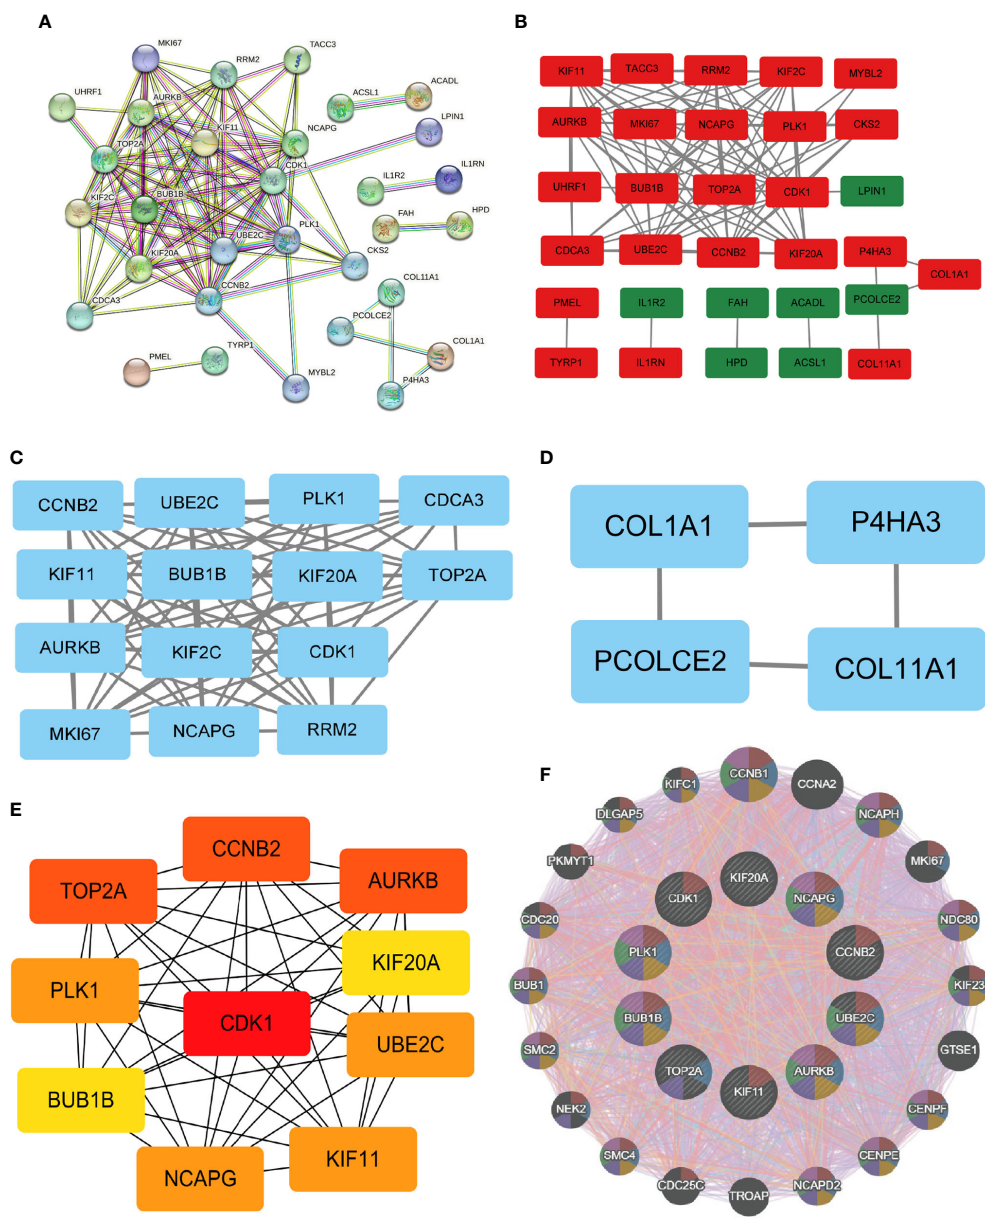 A
MKI67
TACC3
RRM2
ACADL
UHRF1
AURKB
ACSL1
LPIN1
KIF11
NCAPG
TOP2A
CDK1
IL1RN
IL1R2
BUB1B
KIF2C
FAH
HPD
UBE2C
PLK1
KIF20A
CKS2
COL11A1
CCNB2
CDCA3
PCOLCE2
COL1A1
TYRP1
PMEL
MYBL2
P4HA3
B
KIF11 TACC3 RRM2 KIF2C MYBL2
AURKB MKI67 NCAPG PLK1 CKS2
UHRF1 BUB1B TOP2A CDK1 LPIN1
CDCA3 UBE2C CCNB2 KIF20A P4HA3
COL1A1
PMEL IL1R2 FAH ACADL PCOLCE2
TYRP1 IL1RN HPD ACSL1 COL11A1
C
CCNB2 UBE2C PLK1 CDCA3
KIF11 BUB1B KIF20A TOP2A
AURKB KIF2C CDK1
MKI67 NCAPG RRM2
D
COL1A1 P4HA3
PCOLCE2 COL11A1
E
CCNB2
TOP2A AURKB
KIF20A
PLK1
CDK1
UBE2C
BUB1B
KIF11
NCAPG
F
CCNB1
CCNA2
KIFC1
DLGAP5
NCAPH
PKMYT1
MKI67
KIF20A
CDK1
NCAPG
CDC20
NDC80
PLK1
CCNB2
BUB1
KIF23
BUB1B
UBE2C
SMC2
GTSE1
TOP2A
AURKB
KIF11
NEK2
CENPF
SMC4
CENPE
CDC25C
TROAP
NCAPD2